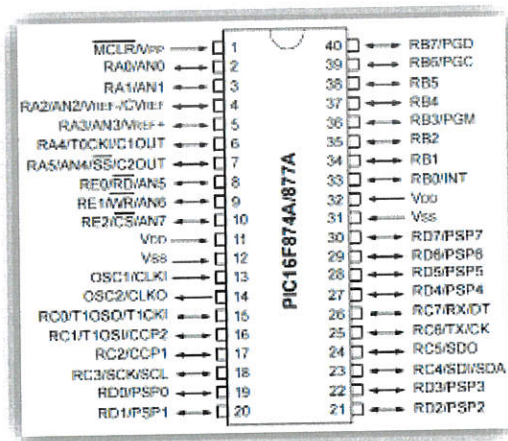 MCLR/VPP 1
RA0/AN0 2
RA1/AN1 3
RA2/AN2/VREF-/CVREF 4
RA3/AN3/VREF+ 5
RA4/T0CKI/C1OUT 6
RA5/AN4/SS/C2OUT 7
RE0/RD/AN5 8
RE1/WR/AN6 9
RE2/CS/AN7 10
VDD 11
VSS 12
OSC1/CLKI 13
OSC2/CLKO 14
RC0/T1OSO/T1CKI 15
RC1/T1OSI/CCP2 16
RC2/CCP1 17
RC3/SCK/SCL 18
RD0/PSP0 19
RD1/PSP1 20
PIC16F874A/877A
40 RB7/PGD
39 RB6/PGC
38 RB5
37 RB4
36 RB3/PGM
35 RB2
34 RB1
33 RB0/INT
32 VDD
31 VSS
30 RD7/PSP7
29 RD6/PSP6
28 RD5/PSP5
27 RD4/PSP4
26 RC7/RX/DT
25 RC6/TX/CK
24 RC5/SDO
23 RC4/SDI/SDA
22 RD3/PSP3
21 RD2/PSP2